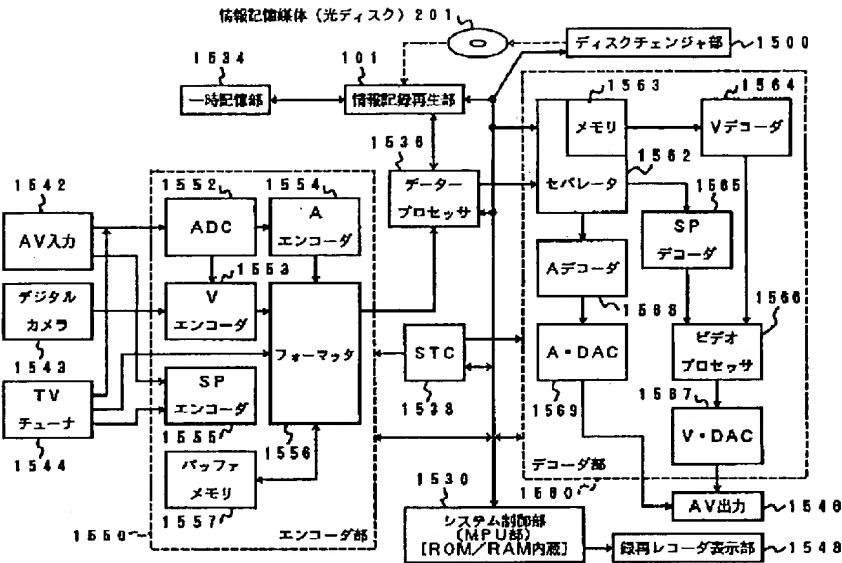 情報記憶媒体（光ディスク）201
ディスクチェンジャ部
1500
1534
101
一時記憶部
情報記録再生部
1563
1564
メモリ
Vデコーダ
1536
1562
1542
1552
1554
データー
プロセッサ
セパレータ
1565
AV入力
ADC
A
エンコーダ
SP
デコーダ
1553
Aデコーダ
デジタル
カメラ
V
エンコーダ
1568
1566
フォーマッタ
STC
A・DAC
ビデオ
プロセッサ
1543
1538
TV
チューナ
SP
エンコーダ
1569
1567
1544
1555
1556
V・DAC
バッファ
メモリ
1530
デコーダ部
1560
1550
1557
エンコーダ部
システム制御部
(MPU部)
[ROM／RAM内蔵]
AV出力
1546
録再レコーダ表示部
1548